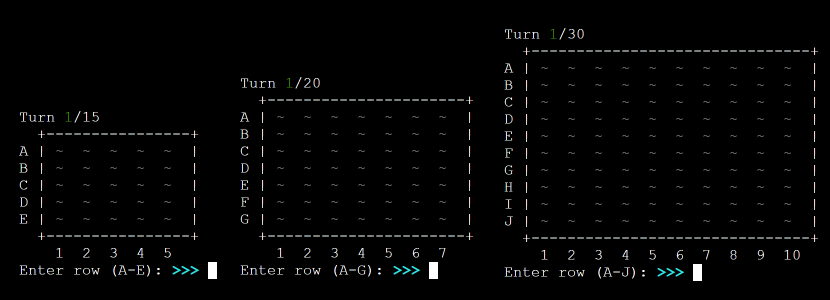 Turn 1/15
+----------------+
A | ~ ~ ~ ~ ~ |
B | ~ ~ ~ ~ ~ |
C | ~ ~ ~ ~ ~ |
D | ~ ~ ~ ~ ~ |
E | ~ ~ ~ ~ ~ |
+----------------+
1 2 3 4 5
Enter row (A-E): >>>
Turn 1/20
+----------------------+
A | ~ ~ ~ ~ ~ ~ ~ |
B | ~ ~ ~ ~ ~ ~ ~ |
C | ~ ~ ~ ~ ~ ~ ~ |
D | ~ ~ ~ ~ ~ ~ ~ |
E | ~ ~ ~ ~ ~ ~ ~ |
F | ~ ~ ~ ~ ~ ~ ~ |
G | ~ ~ ~ ~ ~ ~ ~ |
+----------------------+
1 2 3 4 5 6 7
Enter row (A-G): >>>
Turn 1/30
+-------------------------------+
A | ~ ~ ~ ~ ~ ~ ~ ~ ~ ~ |
B | ~ ~ ~ ~ ~ ~ ~ ~ ~ ~ |
C | ~ ~ ~ ~ ~ ~ ~ ~ ~ ~ |
D | ~ ~ ~ ~ ~ ~ ~ ~ ~ ~ |
E | ~ ~ ~ ~ ~ ~ ~ ~ ~ ~ |
F | ~ ~ ~ ~ ~ ~ ~ ~ ~ ~ |
G | ~ ~ ~ ~ ~ ~ ~ ~ ~ ~ |
H | ~ ~ ~ ~ ~ ~ ~ ~ ~ ~ |
I | ~ ~ ~ ~ ~ ~ ~ ~ ~ ~ |
J | ~ ~ ~ ~ ~ ~ ~ ~ ~ ~ |
+-------------------------------+
1 2 3 4 5 6 7 8 9 10
Enter row (A-J): >>>